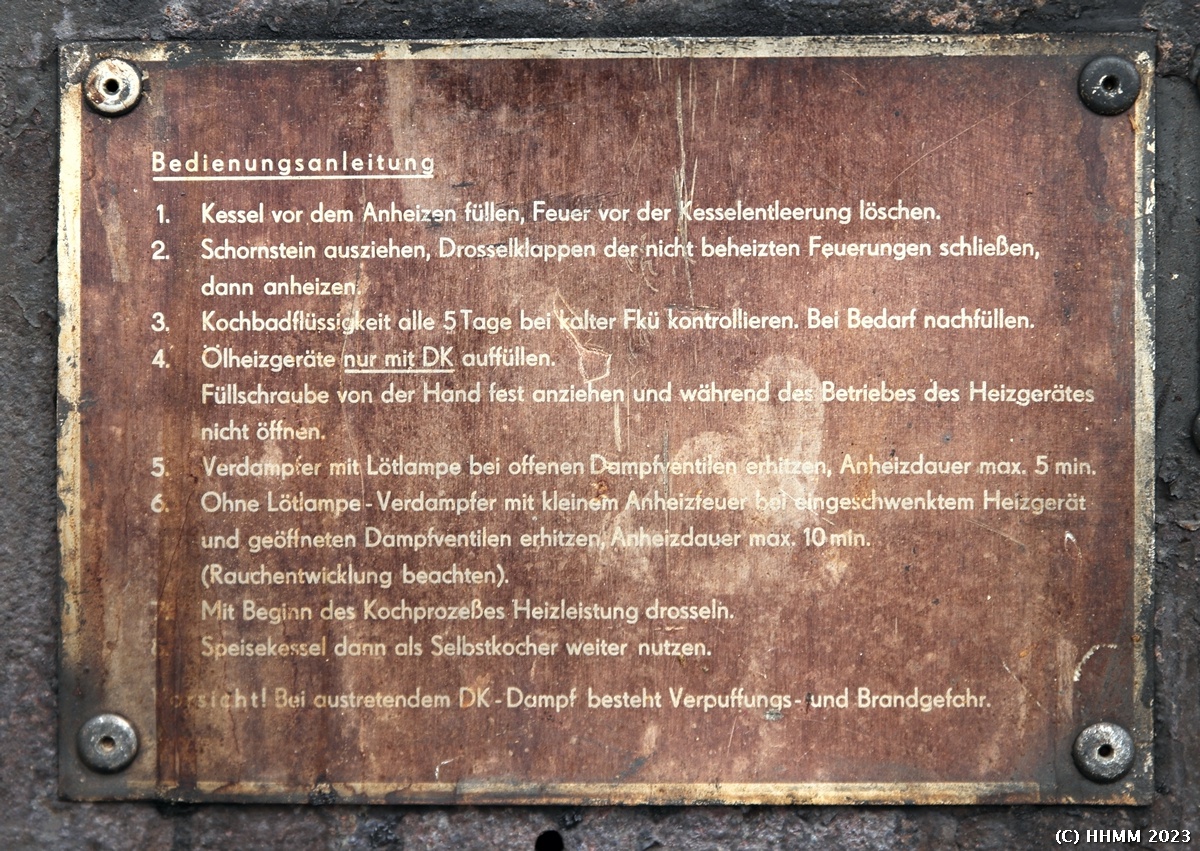 Bedienungsanleitung
1. Kessel vor dem Anheizen füllen, Feuer vor der Kesselentleerung löschen.
2. Schornstein ausziehen, Drosselklappen der nicht beheizten Feuerungen schließen,
dann anheizen.
3. Kochbadflüssigkeit alle 5 Tage bei kalter Fkü kontrollieren. Bei Bedarf nachfüllen.
4. Ölheizgeräte nur mit DK auffüllen.
Füllschraube von der Hand fest anziehen und während des Betriebes des Heizgerätes
nicht öffnen.
5. Verdampfer mit Lötlampe bei offenen Dampfventilen erhitzen, Anheizdauer max. 5 min.
6. Ohne Lötlampe - Verdampfer mit kleinem Anheizfeuer bei eingeschwenktem Heizgerät
und geöffneten Dampfventilen erhitzen, Anheizdauer max. 10 min.
(Rauchentwicklung beachten).
7. Mit Beginn des Kochprozeßes Heizleistung drosseln.
8. Speisekessel dann als Selbstkocher weiter nutzen.
Vorsicht! Bei austretendem DK - Dampf besteht Verpuffungs- und Brandgefahr.
(C) HHMM 2023